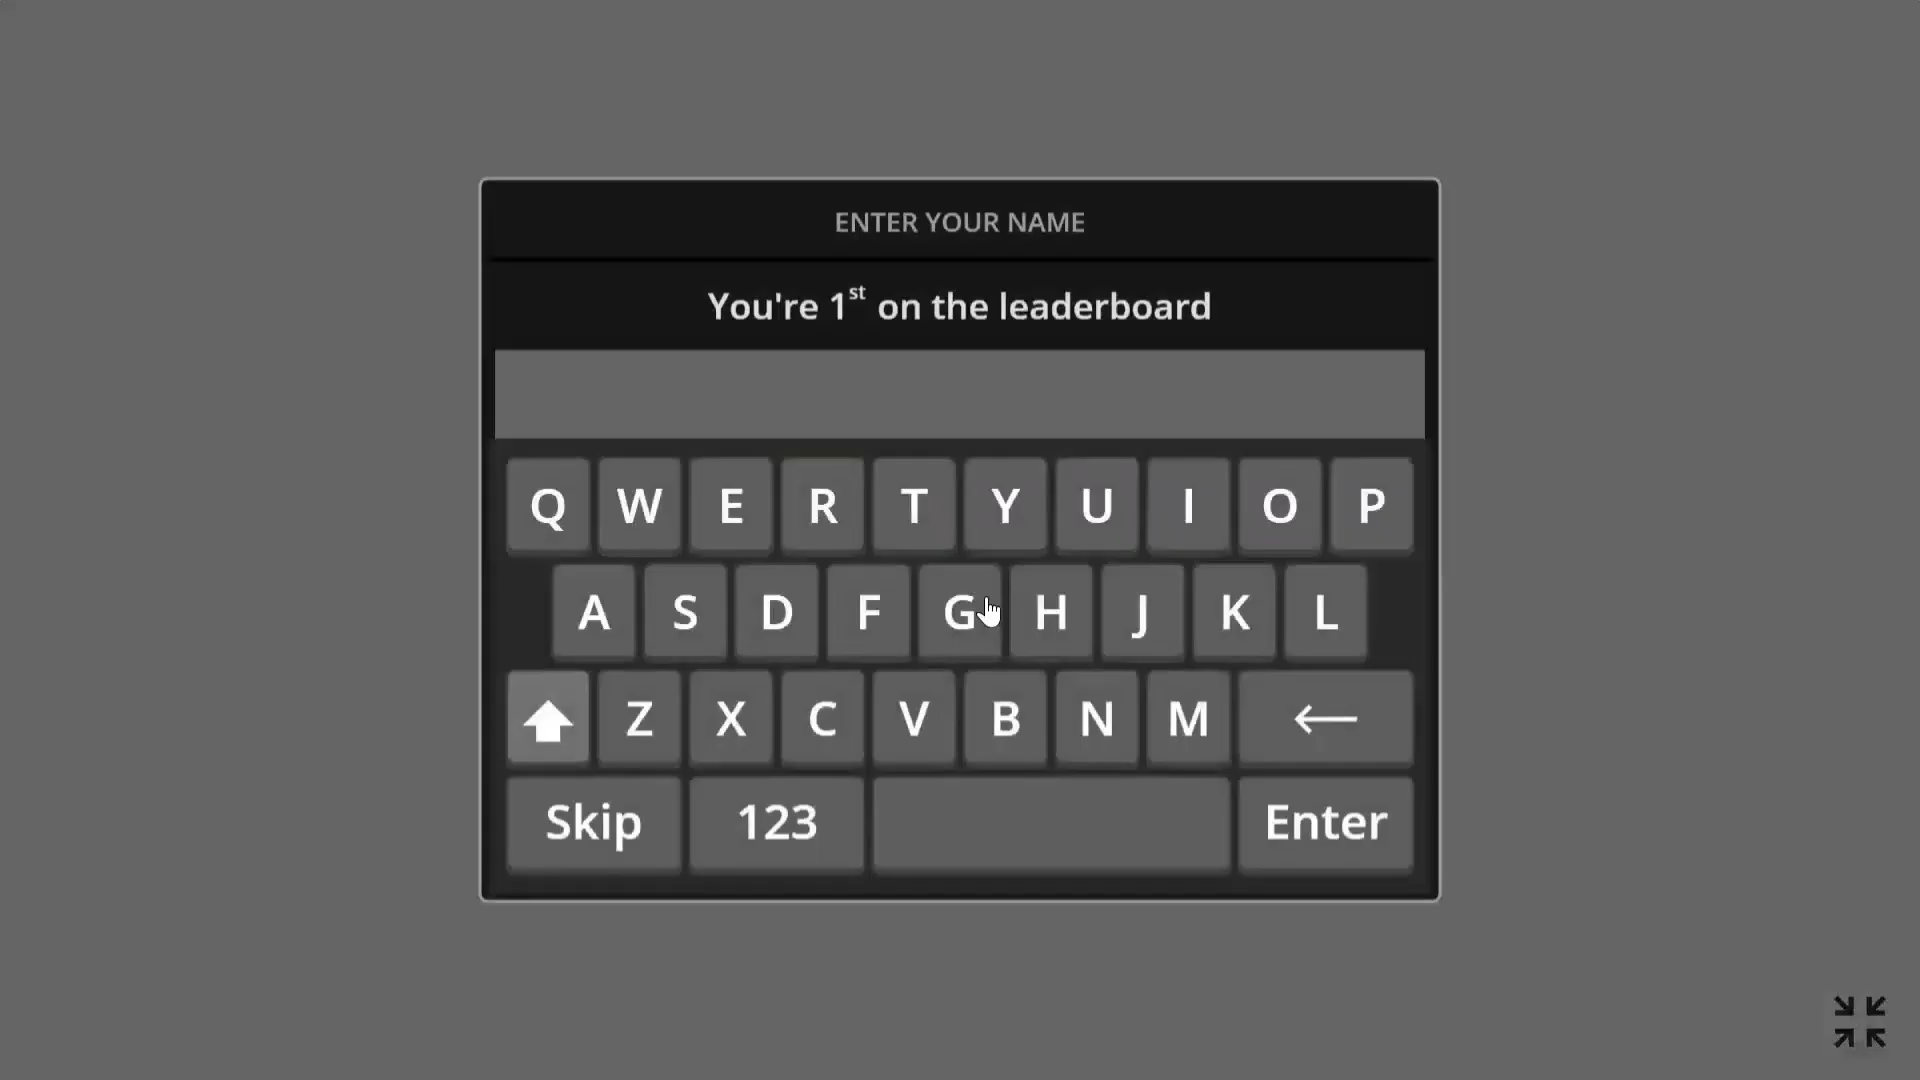 ENTER YOUR NAME
You're 1st on the leaderboard
Q W E R T Y U I O P
A S D F G H J K L
Z X C V B N M ←
Skip 123 Enter